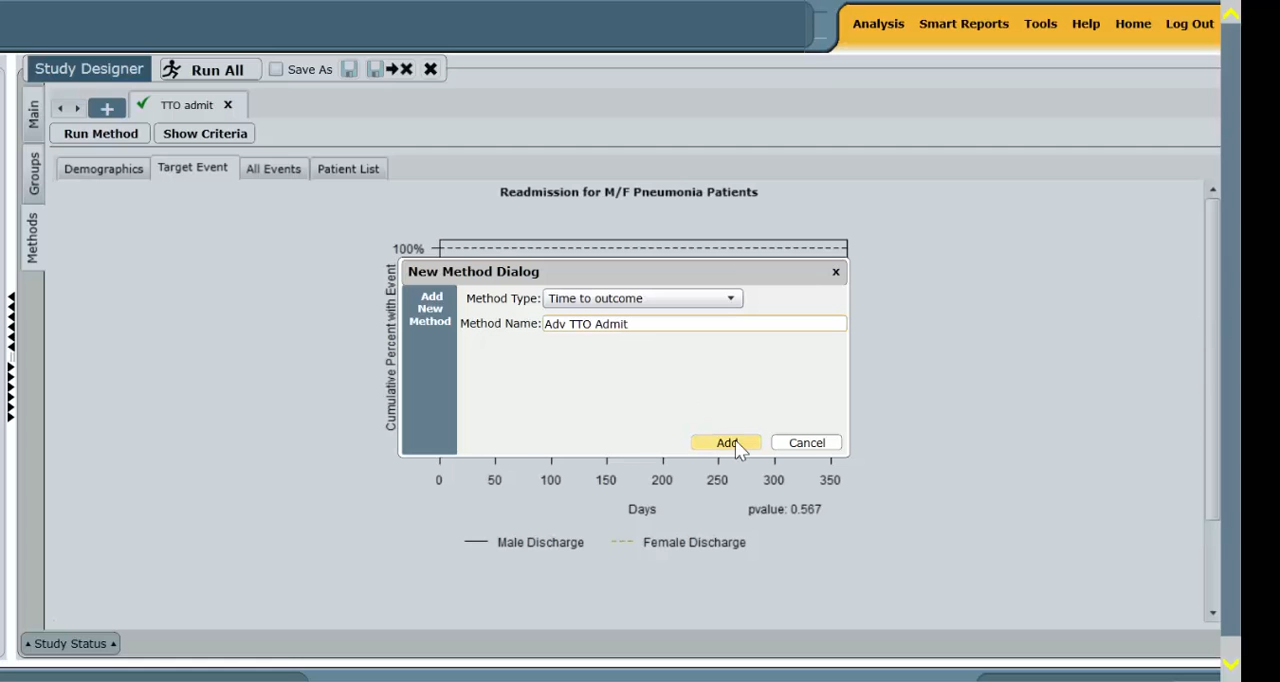 Analysis Smart Reports Tools Help Home Log Out
Study Designer Run All Save As
TTO admit x
Run Method Show Criteria
Main
Groups
Methods
Demographics Target Event All Events Patient List
Readmission for M/F Pneumonia Patients
100%
Cumulative Percent with Event
New Method Dialog x
Add New Method
Method Type: Time to outcome
Method Name: Adv TTO Admit
Add Cancel
0 50 100 150 200 250 300 350
Days pvalue: 0.567
Male Discharge Female Discharge
Study Status